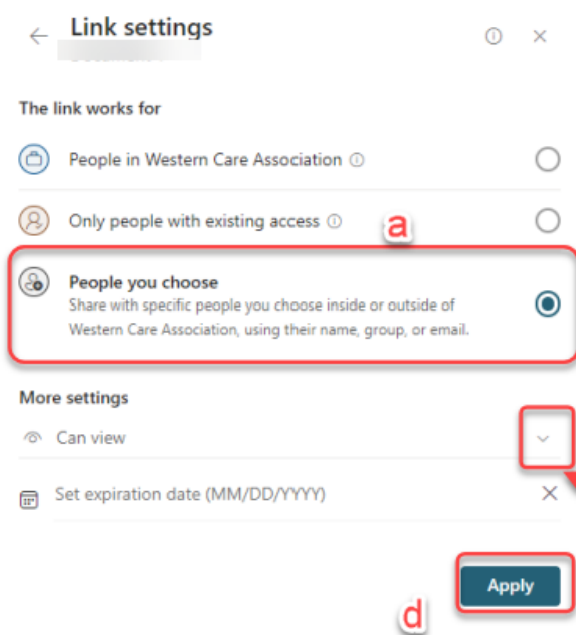 Link settings
The link works for
People in Western Care Association
Only people with existing access
a
People you choose
Share with specific people you choose inside or outside of
Western Care Association, using their name, group, or email.
More settings
Can view
Set expiration date (MM/DD/YYYY)
Apply
d